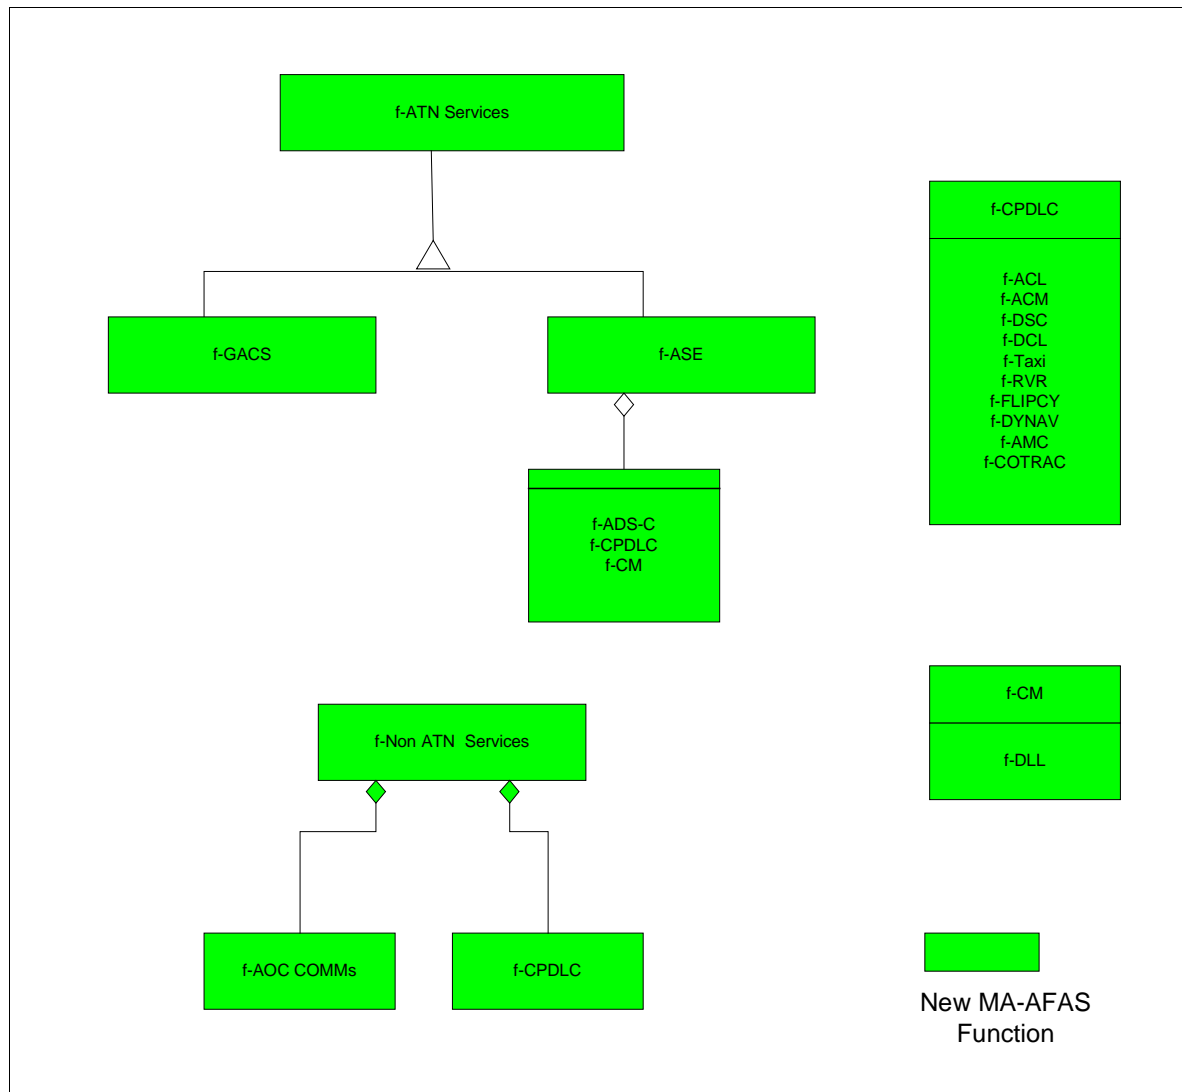 f-ATN Services
f-GACS
f-ASE
f-ADS-C
f-CPDLC
f-CM
f-CPDLC
f-ACL
f-ACM
f-DSC
f-DCL
f-Taxi
f-RVR
f-FLIPCY
f-DYNAV
f-AMC
f-COTRAC
f-Non ATN  Services
f-AOC COMMs
f-CPDLC
f-CM
f-DLL
New MA-AFAS
Function